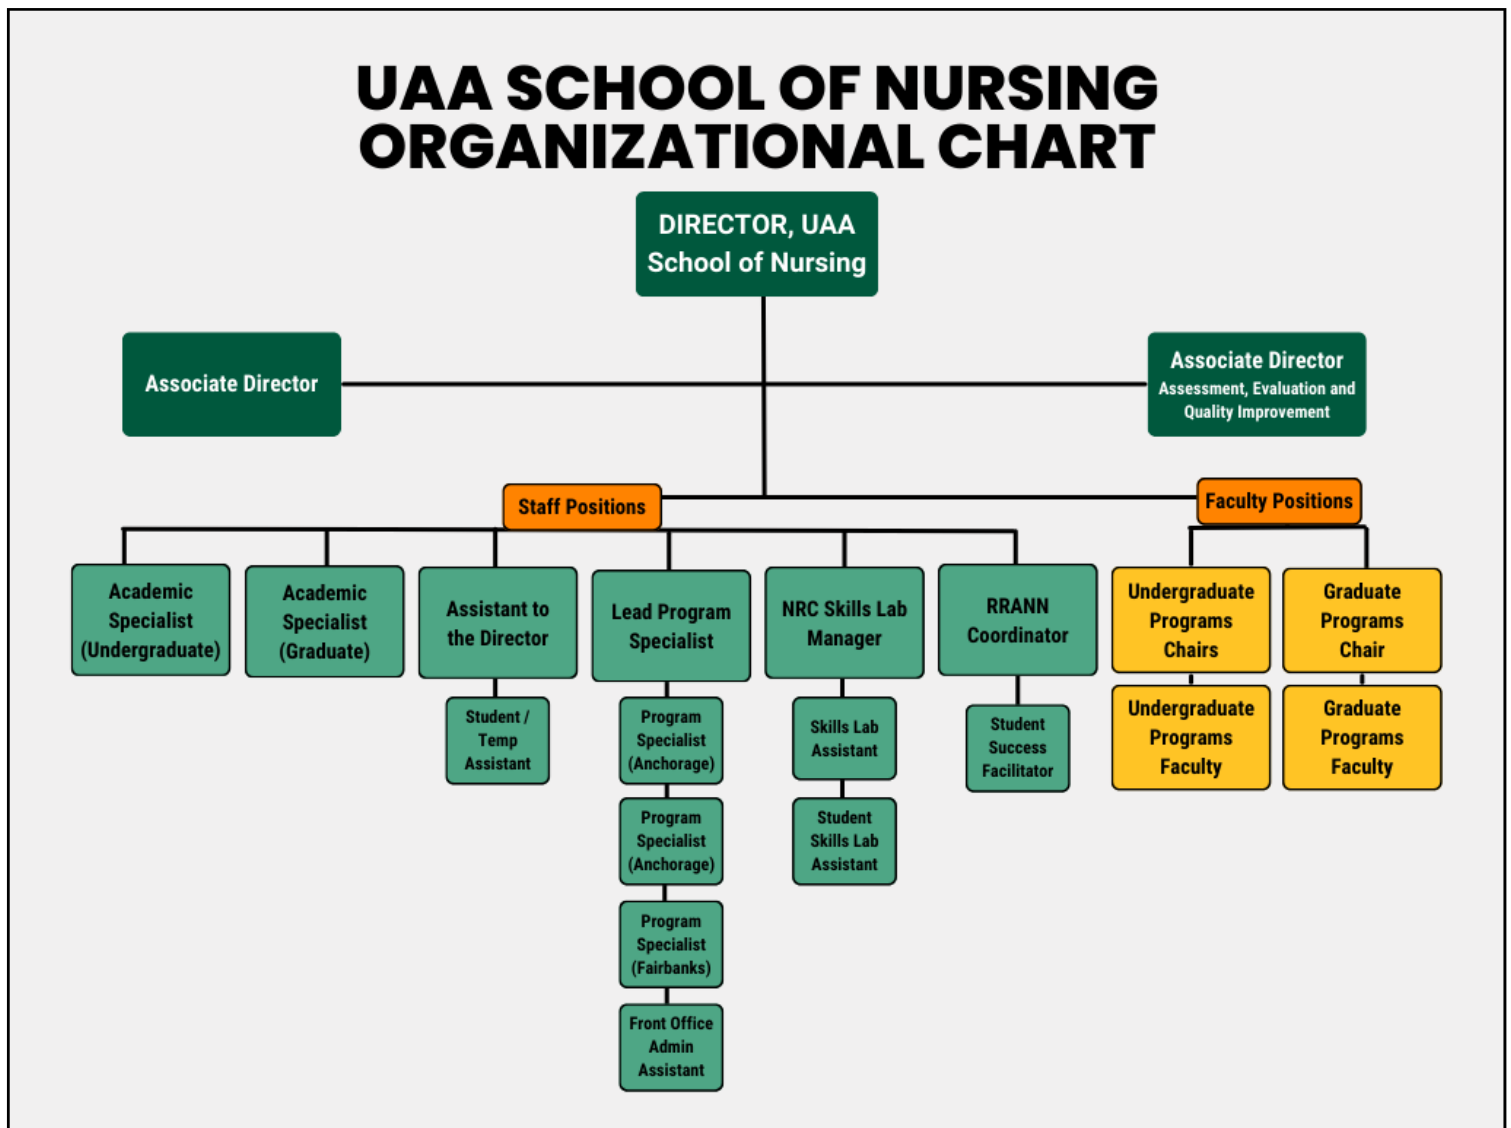 UAA SCHOOL OF NURSING
ORGANIZATIONAL CHART
DIRECTOR, UAA
School of Nursing
Associate Director
Associate Director
Assessment, Evaluation and
Quality Improvement
Staff Positions
Faculty Positions
Academic
Specialist
(Undergraduate)
Academic
Specialist
(Graduate)
Assistant to
the Director
Lead Program
Specialist
NRC Skills Lab
Manager
RRANN
Coordinator
Undergraduate
Programs
Chairs
Graduate
Programs
Chair
Student /
Temp
Assistant
Program
Specialist
(Anchorage)
Skills Lab
Assistant
Student
Success
Facilitator
Undergraduate
Programs
Faculty
Graduate
Programs
Faculty
Program
Specialist
(Anchorage)
Student
Skills Lab
Assistant
Program
Specialist
(Fairbanks)
Front Office
Admin
Assistant